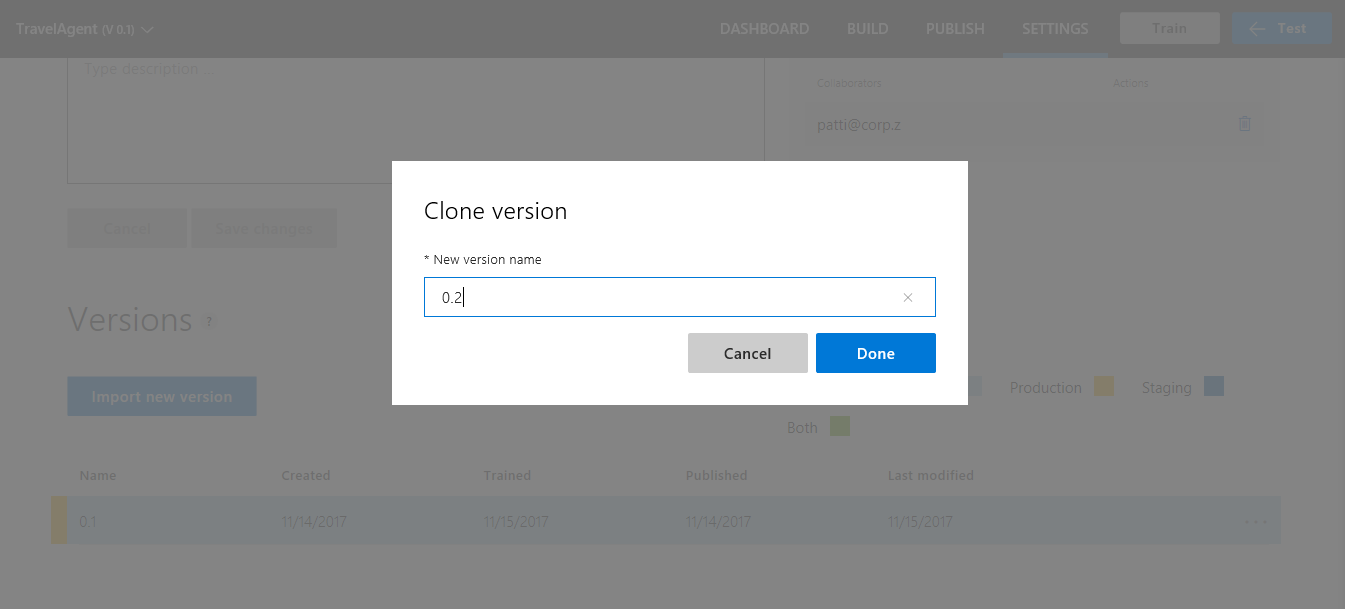 TravelAgent (V 0.1) DASHBOARD BUILD PUBLISH SETTINGS Train Test
Type description ...
Collaborators Actions
patti@corp.z
Cancel Save changes
Clone version
* New version name
0.2
Cancel Done
Versions ?
Import new version
Production Staging
Both
Name Created Trained Published Last modified
0.1 11/14/2017 11/15/2017 11/14/2017 11/15/2017 ...